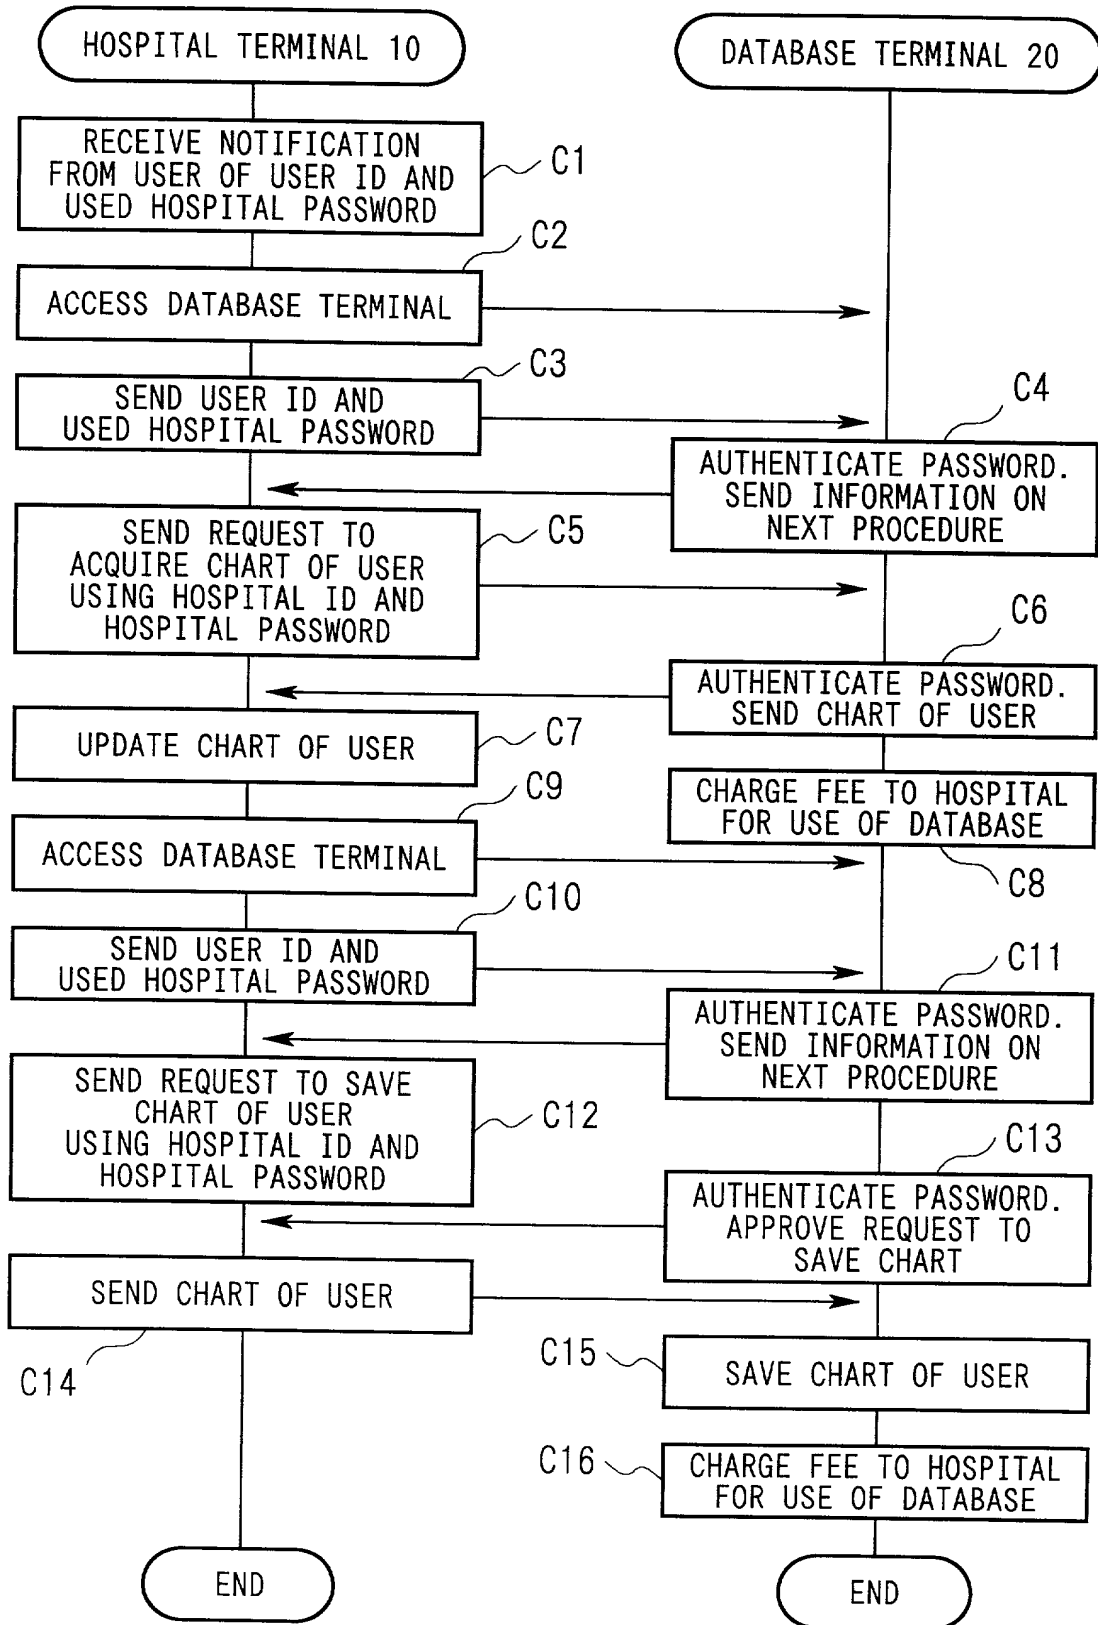 HOSPITAL TERMINAL 10
DATABASE TERMINAL 20
RECEIVE NOTIFICATION
FROM USER OF USER ID AND
USED HOSPITAL PASSWORD
C1
C2
ACCESS DATABASE TERMINAL
C3
SEND USER ID AND
USED HOSPITAL PASSWORD
C4
AUTHENTICATE PASSWORD.
SEND INFORMATION ON
NEXT PROCEDURE
SEND REQUEST TO
ACQUIRE CHART OF USER
USING HOSPITAL ID AND
HOSPITAL PASSWORD
C5
C6
AUTHENTICATE PASSWORD.
SEND CHART OF USER
UPDATE CHART OF USER
C7
CHARGE FEE TO HOSPITAL
FOR USE OF DATABASE
C8
C9
ACCESS DATABASE TERMINAL
C10
SEND USER ID AND
USED HOSPITAL PASSWORD
C11
AUTHENTICATE PASSWORD.
SEND INFORMATION ON
NEXT PROCEDURE
SEND REQUEST TO SAVE
CHART OF USER
USING HOSPITAL ID AND
HOSPITAL PASSWORD
C12
C13
AUTHENTICATE PASSWORD.
APPROVE REQUEST TO
SAVE CHART
SEND CHART OF USER
C14
C15
SAVE CHART OF USER
C16
CHARGE FEE TO HOSPITAL
FOR USE OF DATABASE
END
END